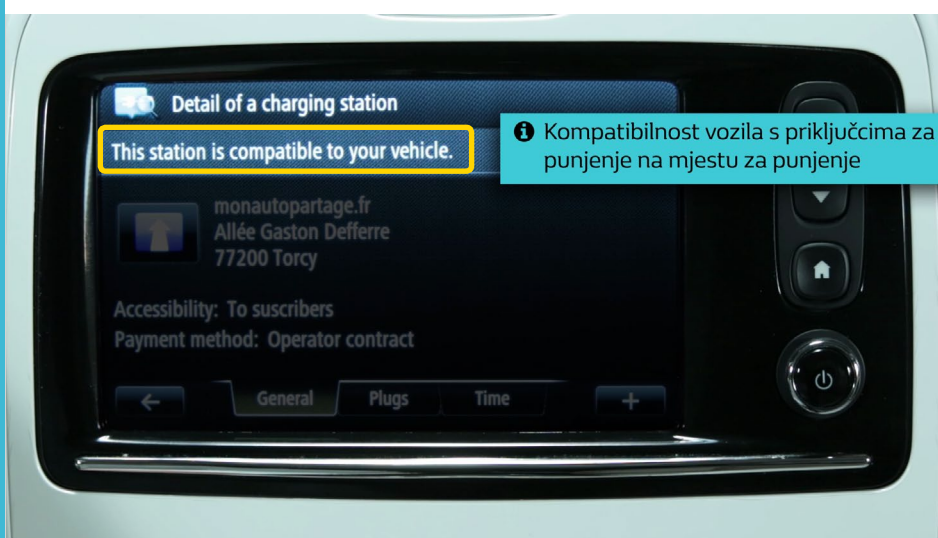 Detail of a charging station
This station is compatible to your vehicle.
Kompatibilnost vozila s priključcima za
punjenje na mjestu za punjenje
monautopartage.fr
Allée Gaston Defferre
77200 Torcy
Accessibility: To suscribers
Payment method: Operator contract
General Plugs Time